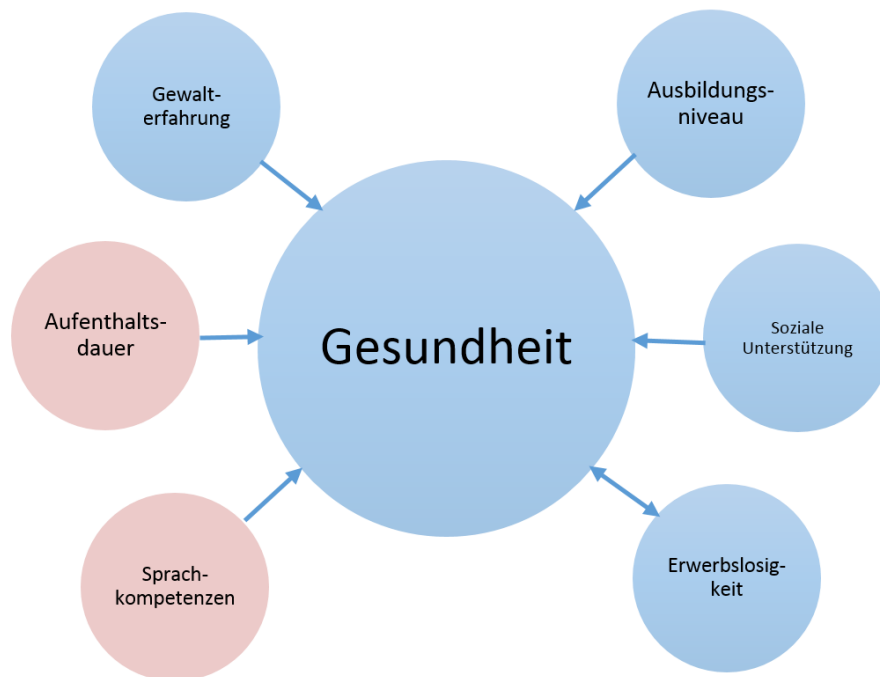 Gewalt-
erfahrung
Ausbildungs-
niveau
Aufenthalts-
dauer
Gesundheit
Soziale
Unterstützung
Sprach-
kompetenzen
Erwerbslosig-
keit